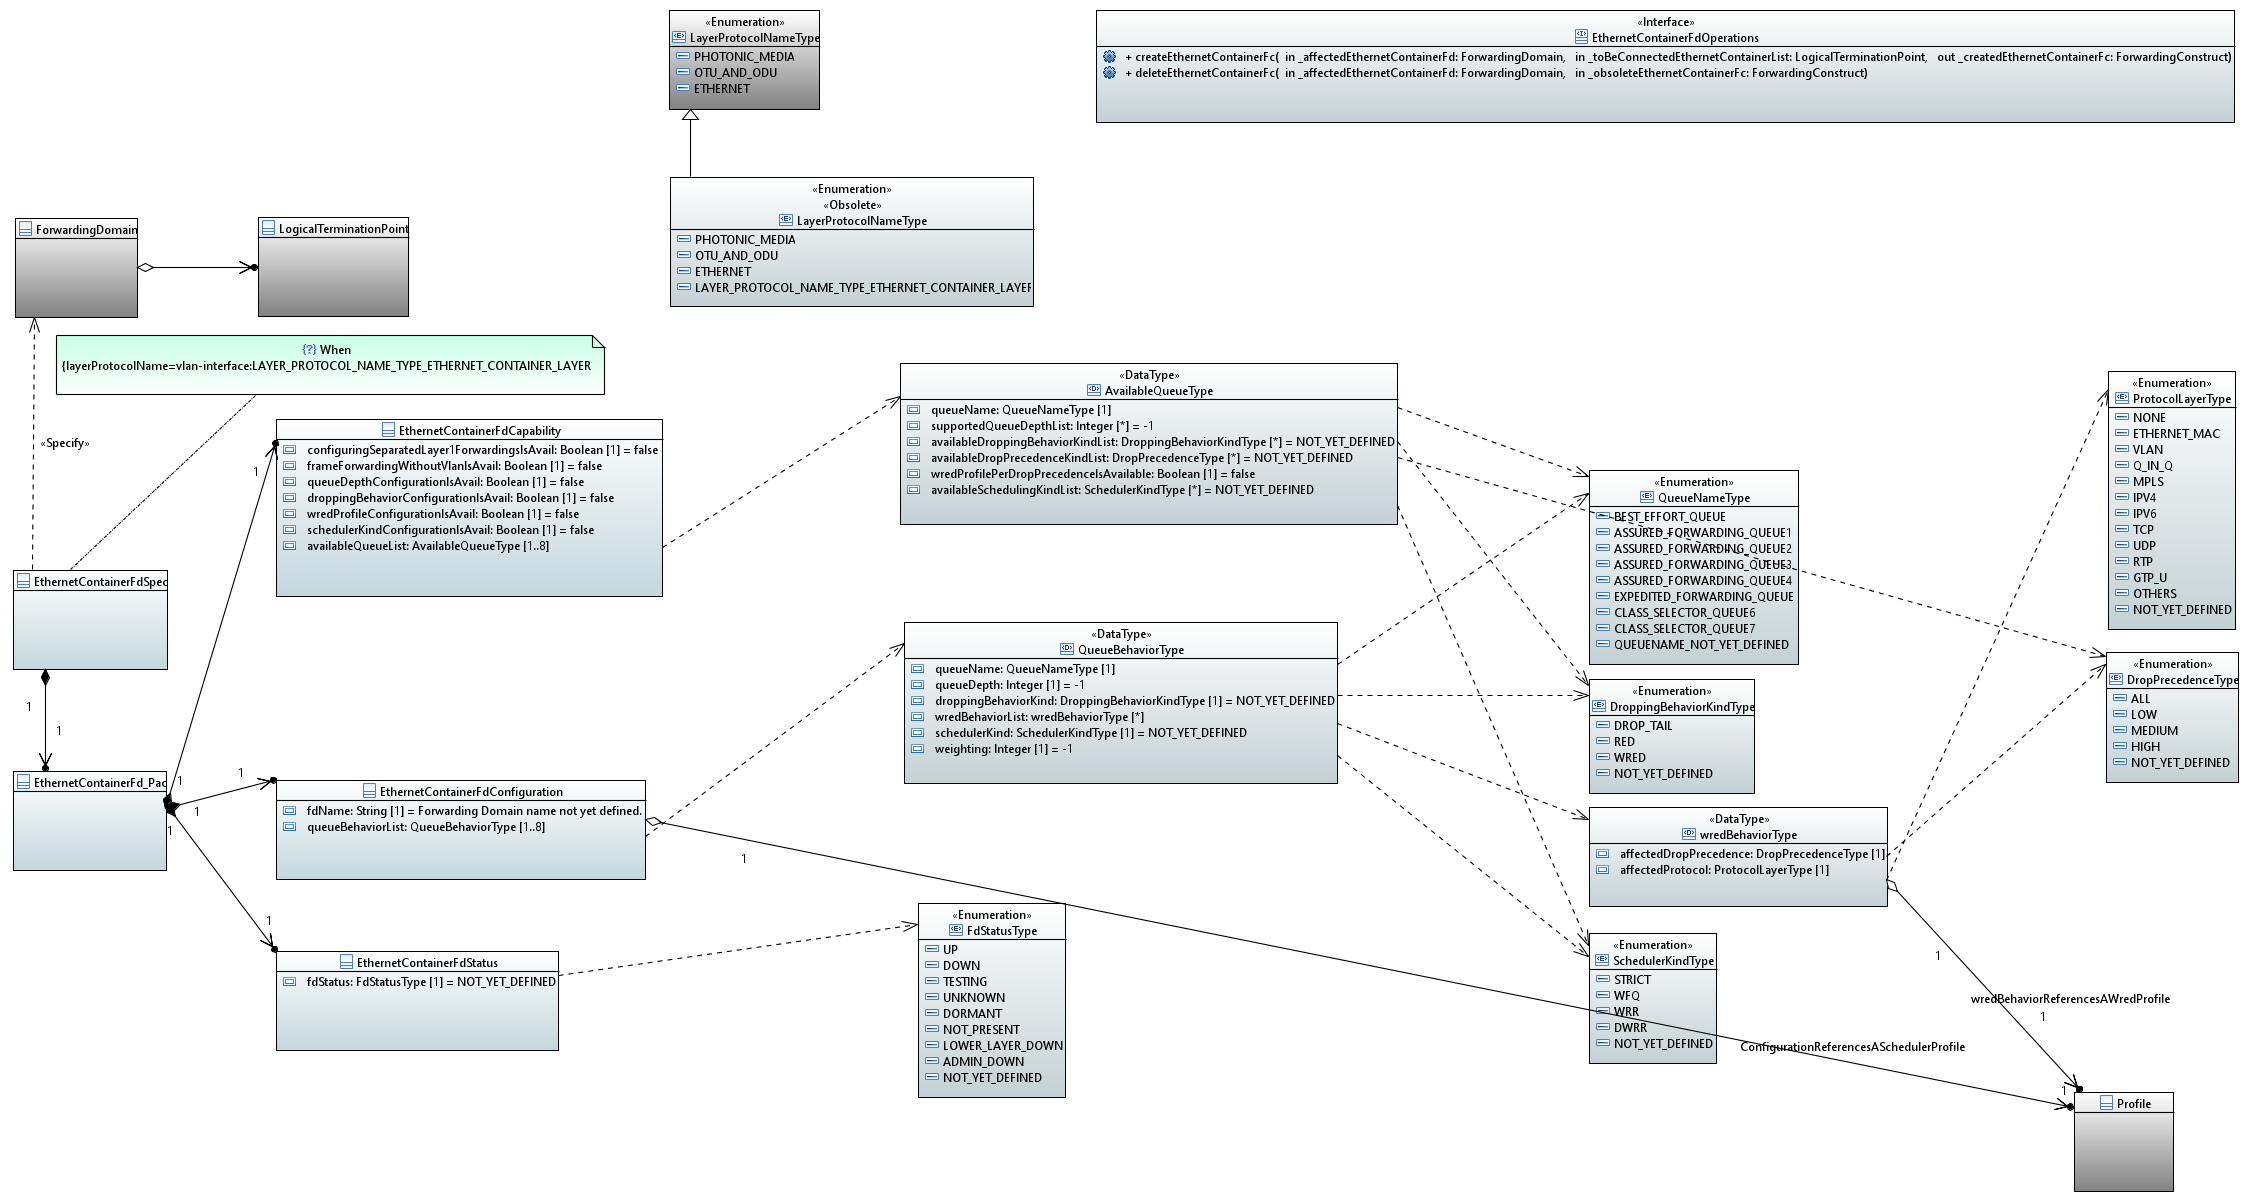 «Enumeration»
LayerProtocolNameType
PHOTONIC_MEDIA
OTU_AND_ODU
ETHERNET
«Interface»
EthernetContainerFdOperations
+ createEthernetContainerFc( in _affectedEthernetContainerFd: ForwardingDomain, in _toBeConnectedEthernetContainerList: LogicalTerminationPoint, out _createdEthernetContainerFc: ForwardingConstruct)
+ deleteEthernetContainerFc( in _affectedEthernetContainerFd: ForwardingDomain, in _obsoleteEthernetContainerFc: ForwardingConstruct)
«Enumeration»
«Obsolete»
LayerProtocolNameType
PHOTONIC_MEDIA
OTU_AND_ODU
ETHERNET
LAYER_PROTOCOL_NAME_TYPE_ETHERNET_CONTAINER_LAYER
ForwardingDomain
LogicalTerminationPoint
{?} When
{layerProtocolName=vlan-interface:LAYER_PROTOCOL_NAME_TYPE_ETHERNET_CONTAINER_LAYER
«Specify»
EthernetContainerFdSpec
1
1
EthernetContainerFd_Pac
1
1
1
1
1
1
EthernetContainerFdCapability
configuringSeparatedLayer1ForwardingsIsAvail: Boolean [1] = false
frameForwardingWithoutVlanIsAvail: Boolean [1] = false
queueDepthConfigurationIsAvail: Boolean [1] = false
droppingBehaviorConfigurationIsAvail: Boolean [1] = false
wredProfileConfigurationIsAvail: Boolean [1] = false
schedulerKindConfigurationIsAvail: Boolean [1] = false
availableQueueList: AvailableQueueType [1..8]
EthernetContainerFdConfiguration
fdName: String [1] = Forwarding Domain name not yet defined.
queueBehaviorList: QueueBehaviorType [1..8]
EthernetContainerFdStatus
fdStatus: FdStatusType [1] = NOT_YET_DEFINED
«DataType»
AvailableQueueType
queueName: QueueNameType [1]
supportedQueueDepthList: Integer [*] = -1
availableDroppingBehaviorKindList: DroppingBehaviorKindType [*] = NOT_YET_DEFINED
availableDropPrecedenceKindList: DropPrecedenceType [*] = NOT_YET_DEFINED
wredProfilePerDropPrecedenceIsAvailable: Boolean [1] = false
availableSchedulingKindList: SchedulerKindType [*] = NOT_YET_DEFINED
«DataType»
QueueBehaviorType
queueName: QueueNameType [1]
queueDepth: Integer [1] = -1
droppingBehaviorKind: DroppingBehaviorKindType [1] = NOT_YET_DEFINED
wredBehaviorList: wredBehaviorType [*]
schedulerKind: SchedulerKindType [1] = NOT_YET_DEFINED
weighting: Integer [1] = -1
«Enumeration»
FdStatusType
UP
DOWN
TESTING
UNKNOWN
DORMANT
NOT_PRESENT
LOWER_LAYER_DOWN
ADMIN_DOWN
NOT_YET_DEFINED
«Enumeration»
QueueNameType
BEST_EFFORT_QUEUE
ASSURED_FORWARDING_QUEUE1
ASSURED_FORWARDING_QUEUE2
ASSURED_FORWARDING_QUEUE3
ASSURED_FORWARDING_QUEUE4
EXPEDITED_FORWARDING_QUEUE
CLASS_SELECTOR_QUEUE6
CLASS_SELECTOR_QUEUE7
QUEUENAME_NOT_YET_DEFINED
«Enumeration»
DroppingBehaviorKindType
DROP_TAIL
RED
WRED
NOT_YET_DEFINED
«DataType»
wredBehaviorType
affectedDropPrecedence: DropPrecedenceType [1]
affectedProtocol: ProtocolLayerType [1]
«Enumeration»
SchedulerKindType
STRICT
WFQ
WRR
DWRR
NOT_YET_DEFINED
«Enumeration»
ProtocolLayerType
NONE
ETHERNET_MAC
VLAN
Q_IN_Q
MPLS
IPV4
IPV6
TCP
UDP
RTP
GTP_U
OTHERS
NOT_YET_DEFINED
«Enumeration»
DropPrecedenceType
ALL
LOW
MEDIUM
HIGH
NOT_YET_DEFINED
1
1
wredBehaviorReferencesAWredProfile
1
ConfigurationReferencesASchedulerProfile
1
Profile